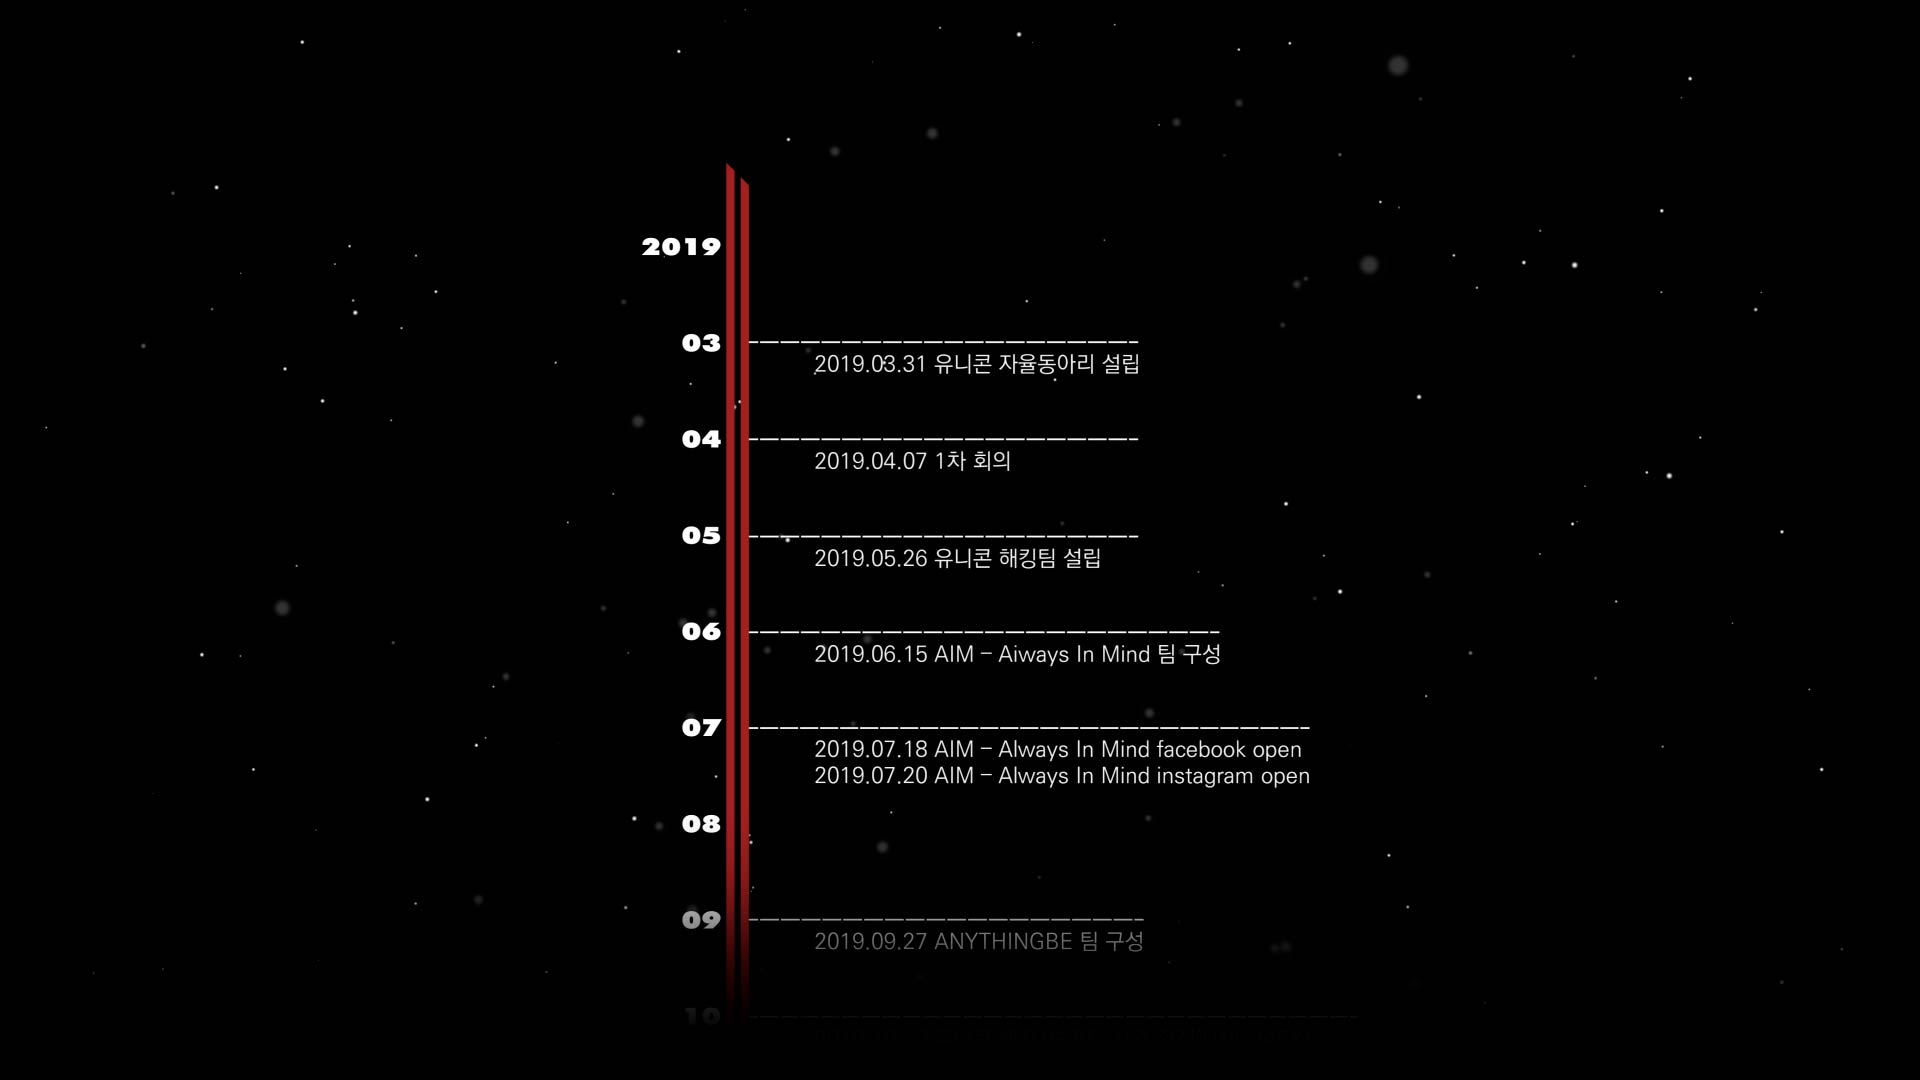 2019
03
2019.03.31 유니콘 자율동아리 설립
04
2019.04.07 1차 회의
05
2019.05.26 유니콘 해킹팀 설립
06
2019.06.15 AIM – Aiways In Mind 팀 구성
07
2019.07.18 AIM – Always In Mind facebook open
2019.07.20 AIM – Always In Mind instagram open
08
09
2019.09.27 ANYTHINGBE 팀 구성
10